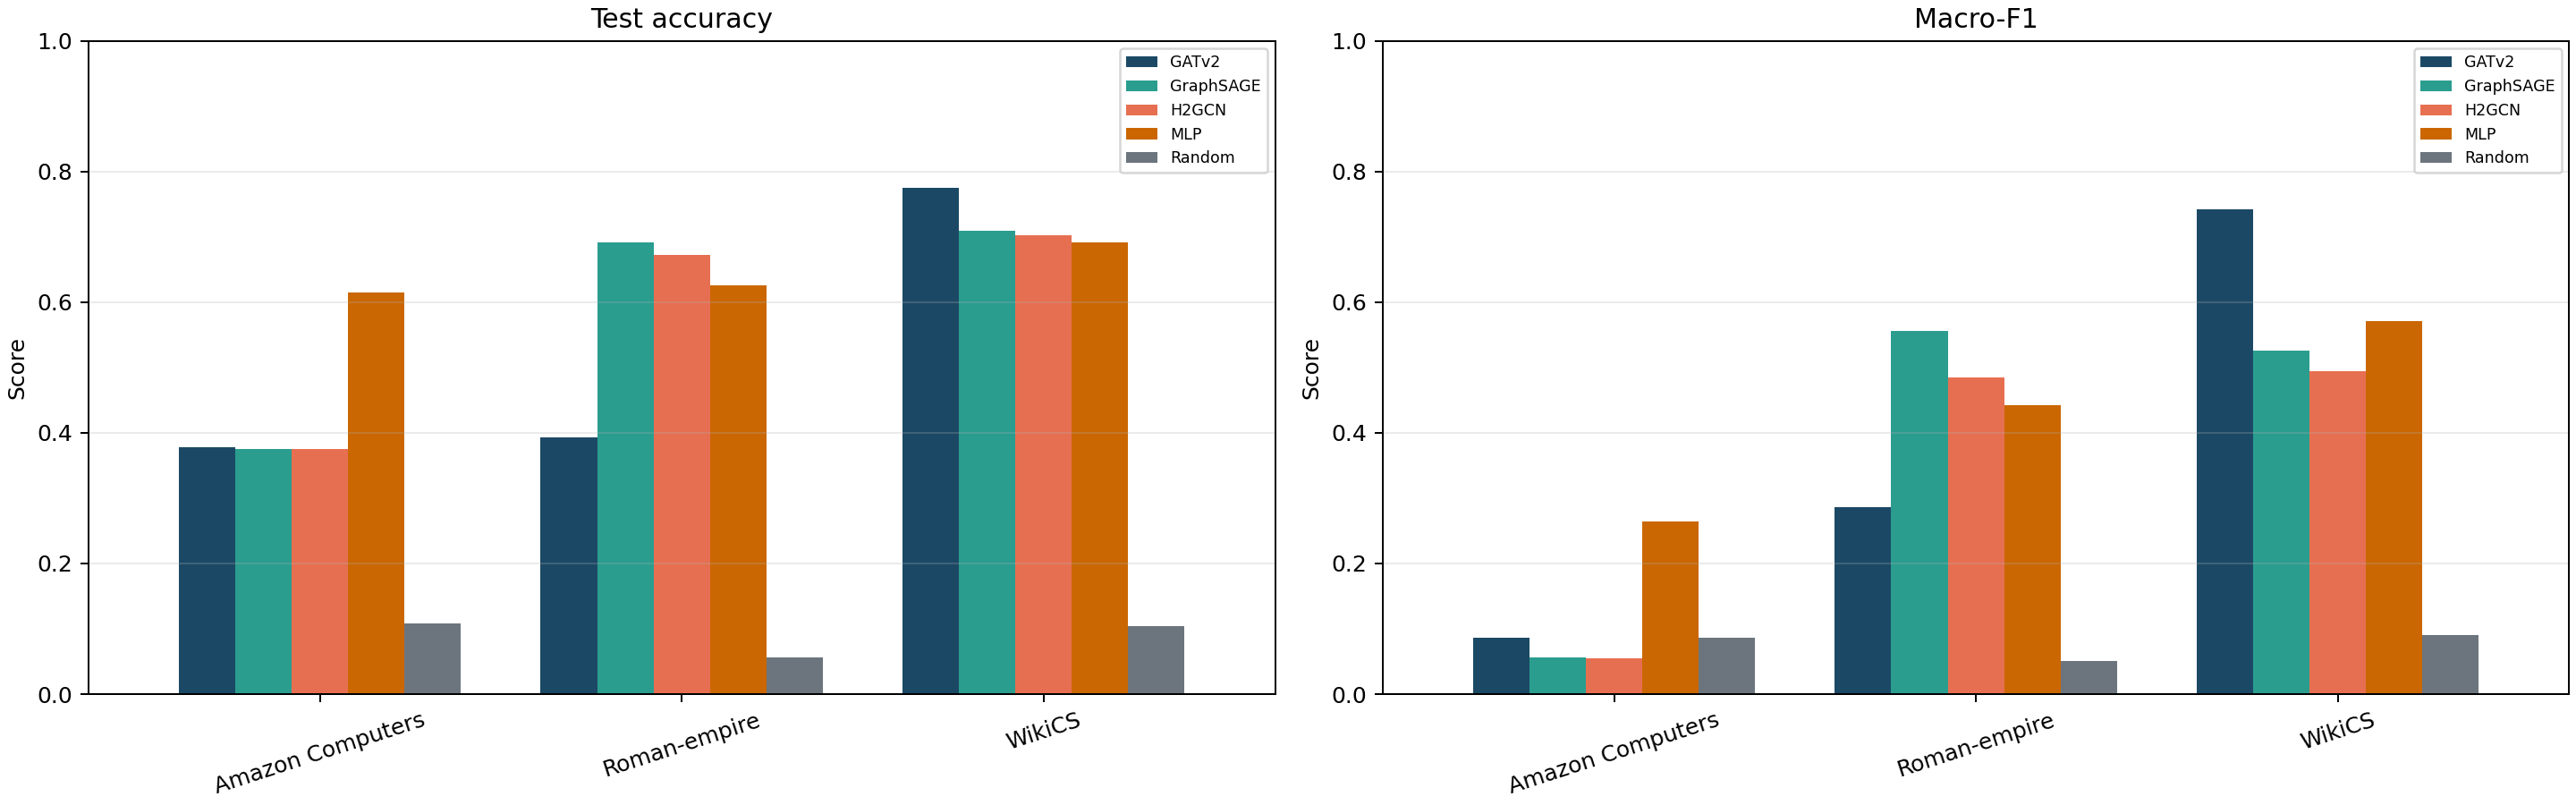 Test accuracy
1.0
0.8
0.6
0.4
0.2
0.0
Score
GATv2
GraphSAGE
H2GCN
MLP
Random
Amazon Computers
Roman-empire
WikiCS
Macro-F1
1.0
0.8
0.6
0.4
0.2
0.0
Score
GATv2
GraphSAGE
H2GCN
MLP
Random
Amazon Computers
Roman-empire
WikiCS